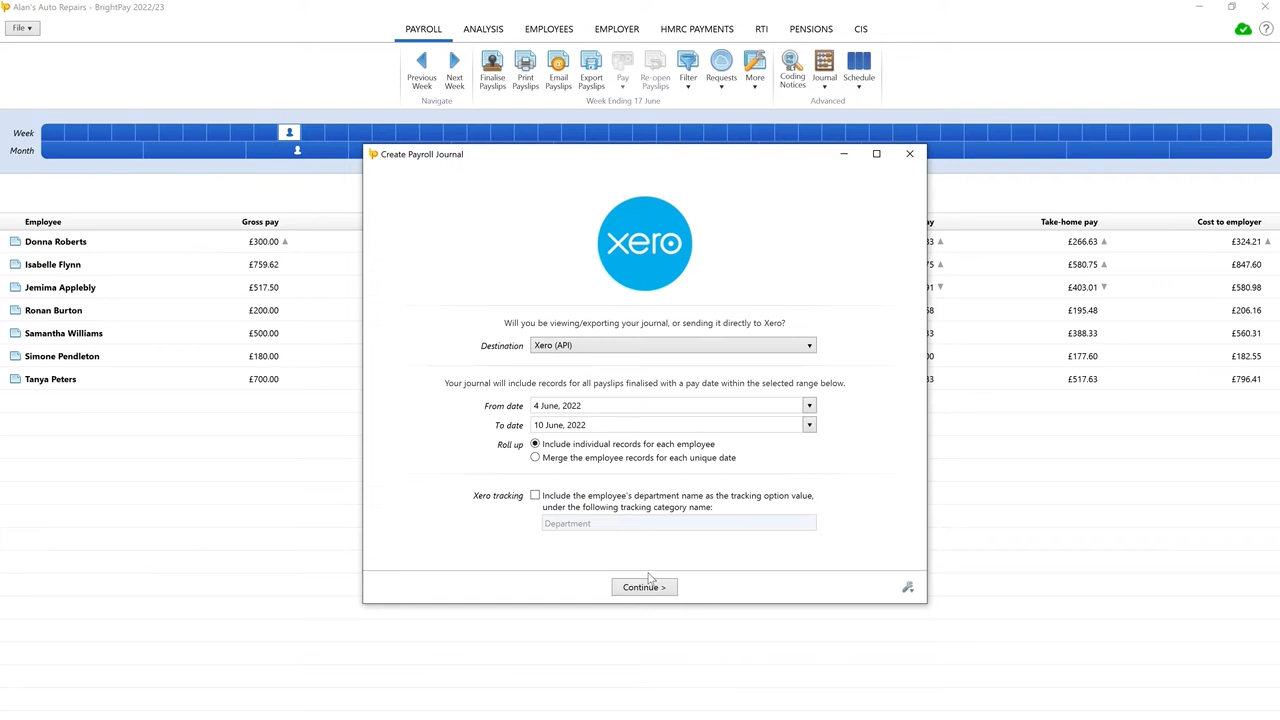 Alan's Auto Repairs - BrightPay 2022/23
File
PAYROLL ANALYSIS EMPLOYEES EMPLOYER HMRC PAYMENTS RTI PENSIONS CIS
Previous Week
Next Week
Finalise Payslips
Print Payslips
Email Payslips
Export Payslips
Pay
Re-open Payslips
Filter
Requests
More
Coding Notices
Journal
Schedule
Navigate
Week Ending 17 June
Advanced
Week
Month
Create Payroll Journal
xero
Will you be viewing/exporting your journal, or sending it directly to Xero?
Destination Xero (API)
Your journal will include records for all payslips finalised with a pay date within the selected range below.
From date 4 June, 2022
To date 10 June, 2022
Roll up Include individual records for each employee
Merge the employee records for each unique date
Xero tracking Include the employee's department name as the tracking option value,
under the following tracking category name:
Department
Continue >
Employee Gross pay Take-home pay Cost to employer
Donna Roberts £300.00 £266.63 £324.21
Isabelle Flynn £759.62 £580.75 £847.60
Jemima Applebly £517.50 £403.01 £580.98
Ronan Burton £200.00 £195.48 £206.16
Samantha Williams £500.00 £388.33 £560.31
Simone Pendleton £180.00 £177.60 £182.55
Tanya Peters £700.00 £517.63 £796.41